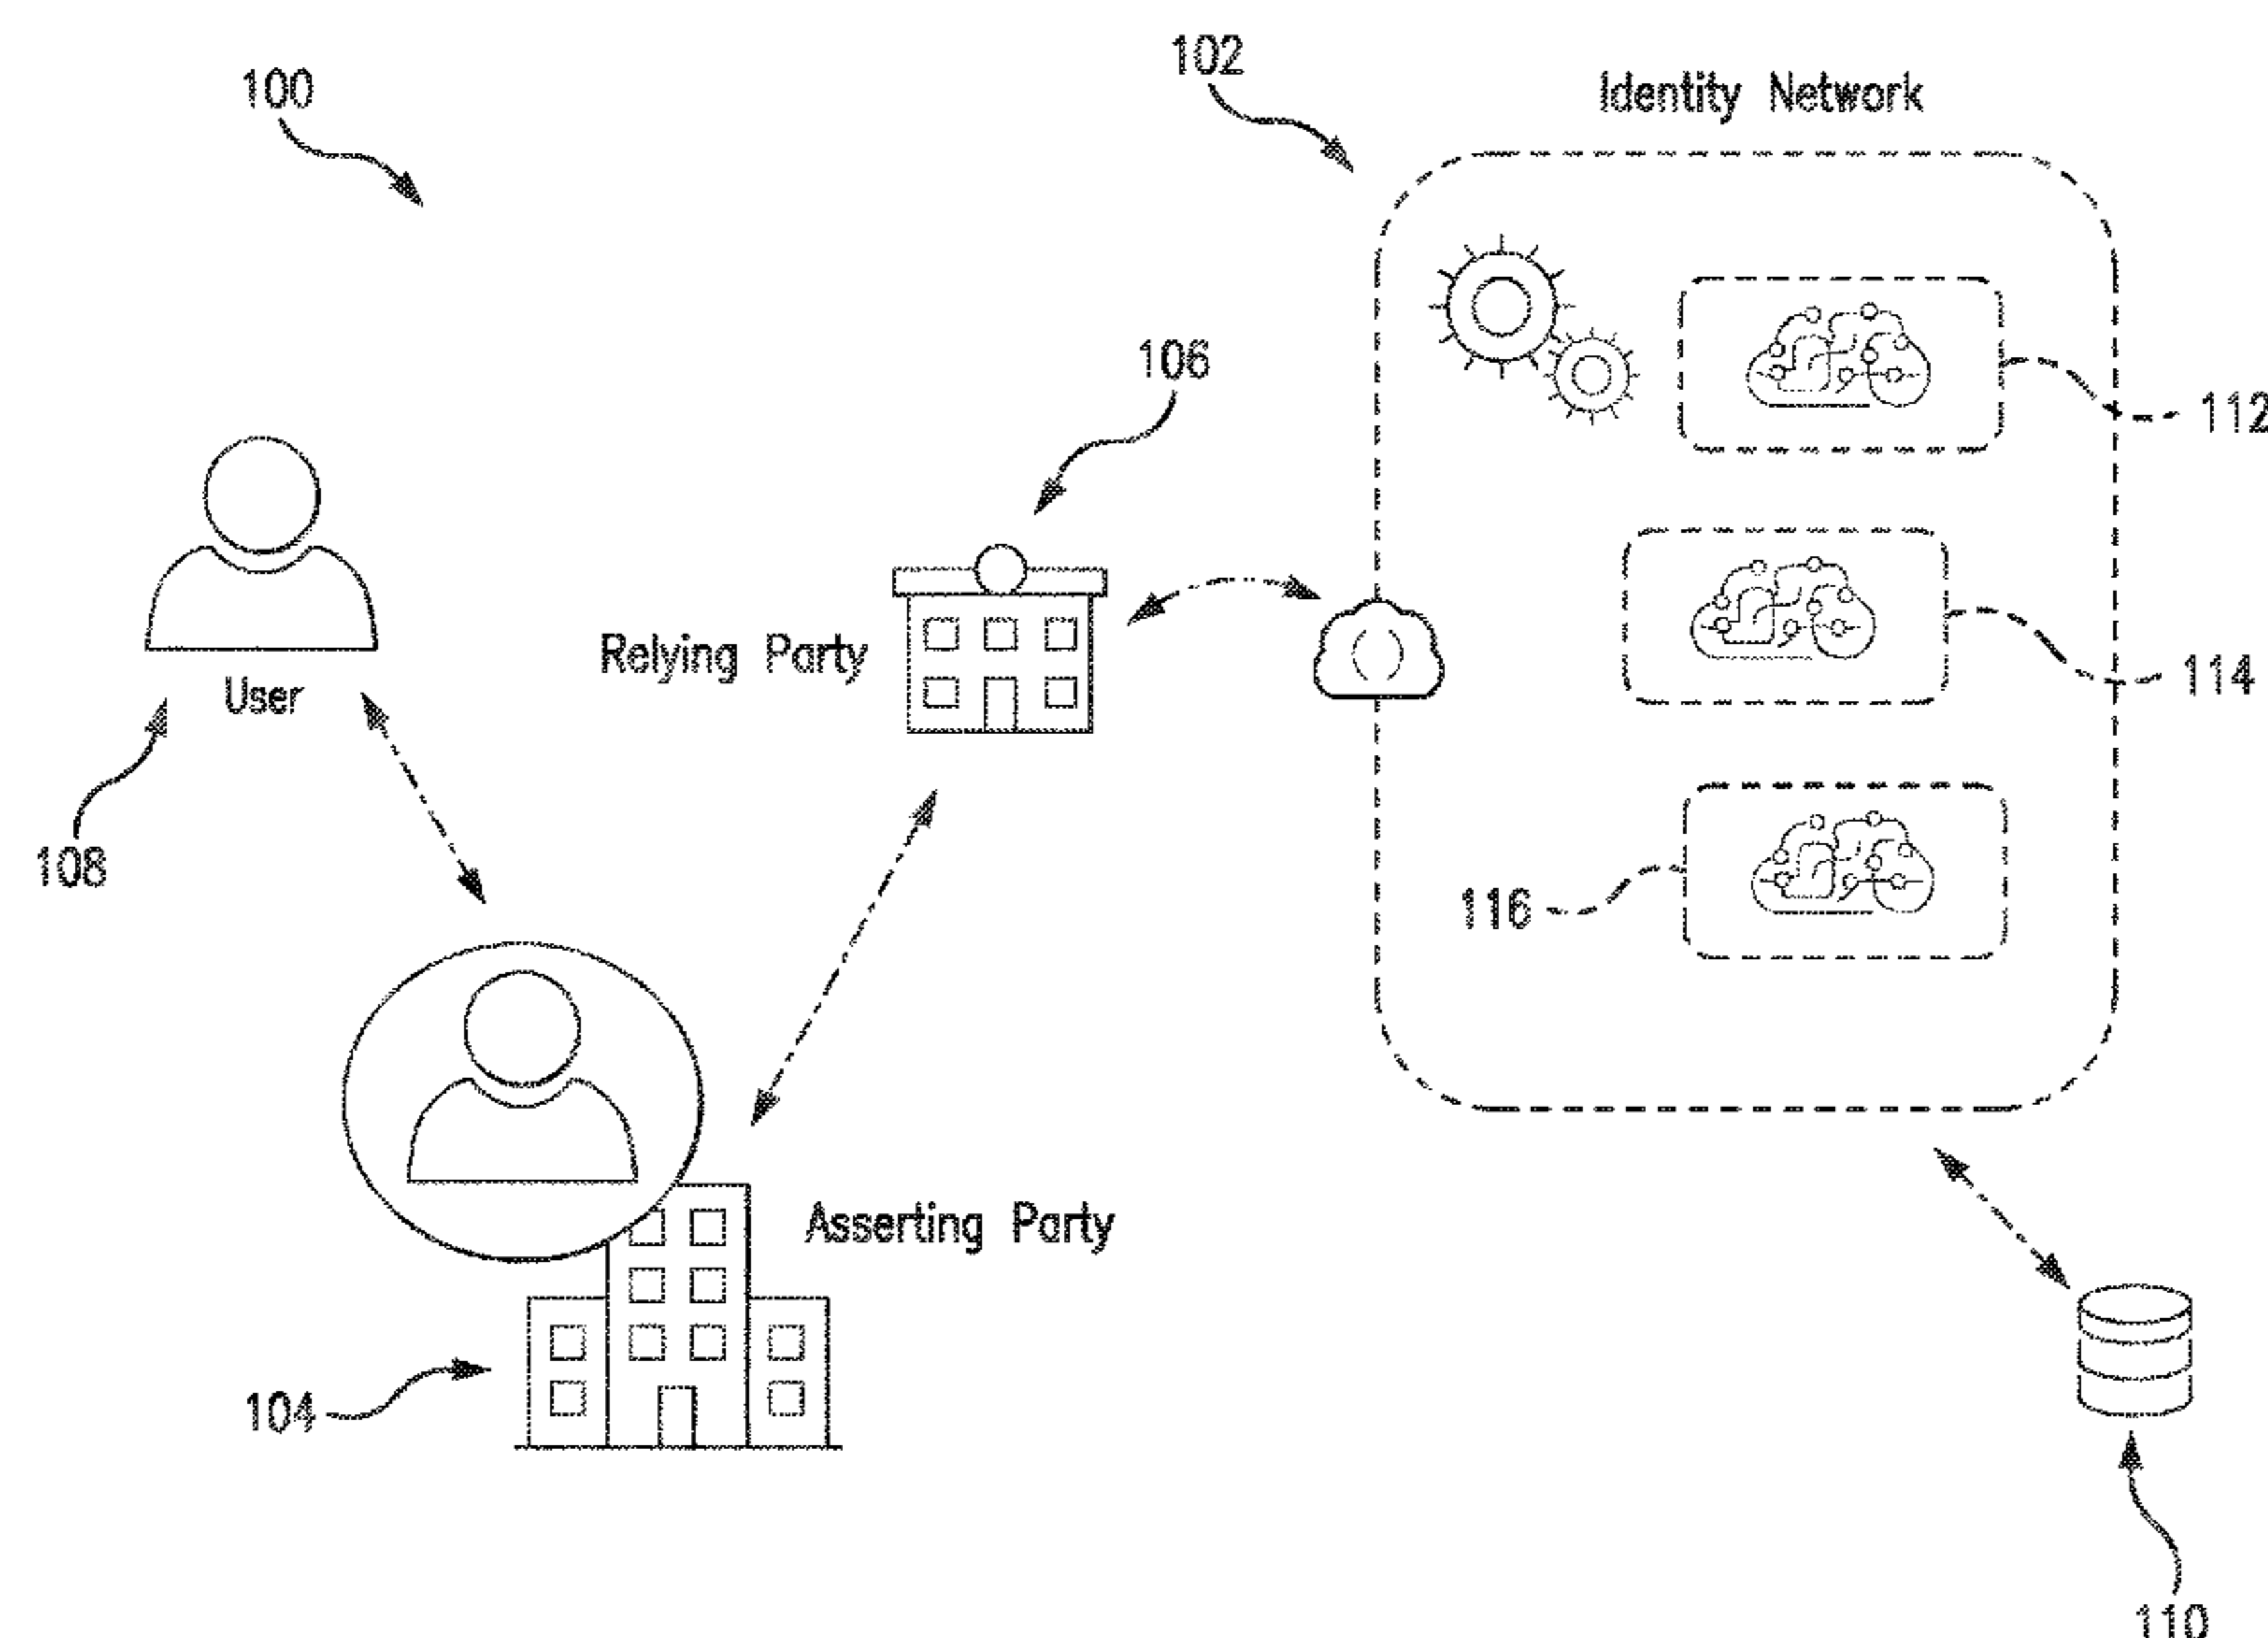 102
Identity Network
100
106
112
Relying Party
114
User
108
116
Asserting Party
104
110